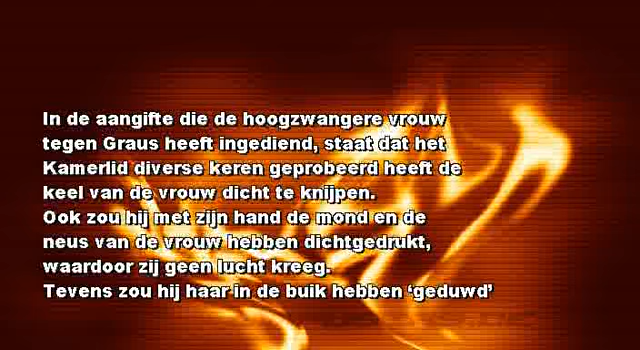 In de aangifte die de hoogzwangere vrouw
tegen Graus heeft ingediend, staat dat het
Kamerlid diverse keren geprobeerd heeft de
keel van de vrouw dicht te knijpen.
Ook zou hij met zijn hand de mond en de
neus van de vrouw hebben dichtgedrukt,
waardoor zij geen lucht kreeg.
Tevens zou hij haar in de buik hebben ‘geduwd’